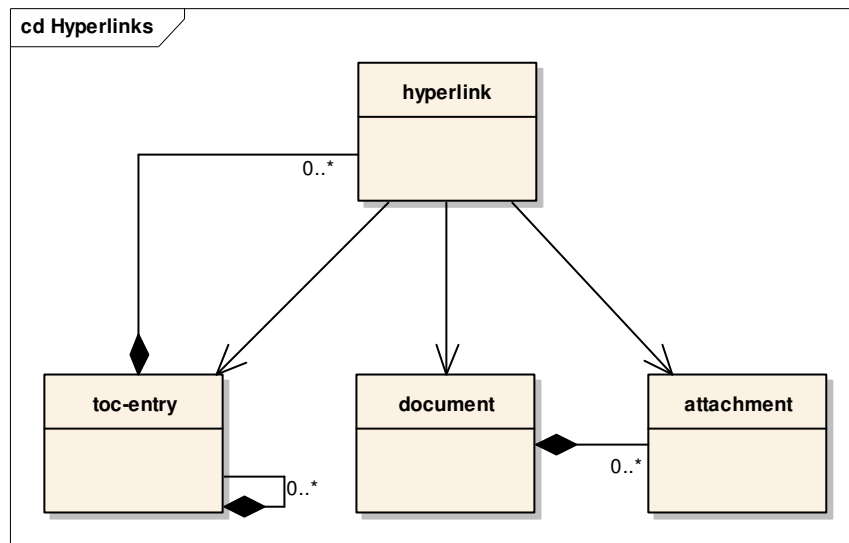 cd Hyperlinks
hyperlink
0..*
toc-entry
document
attachment
0..*
0..*